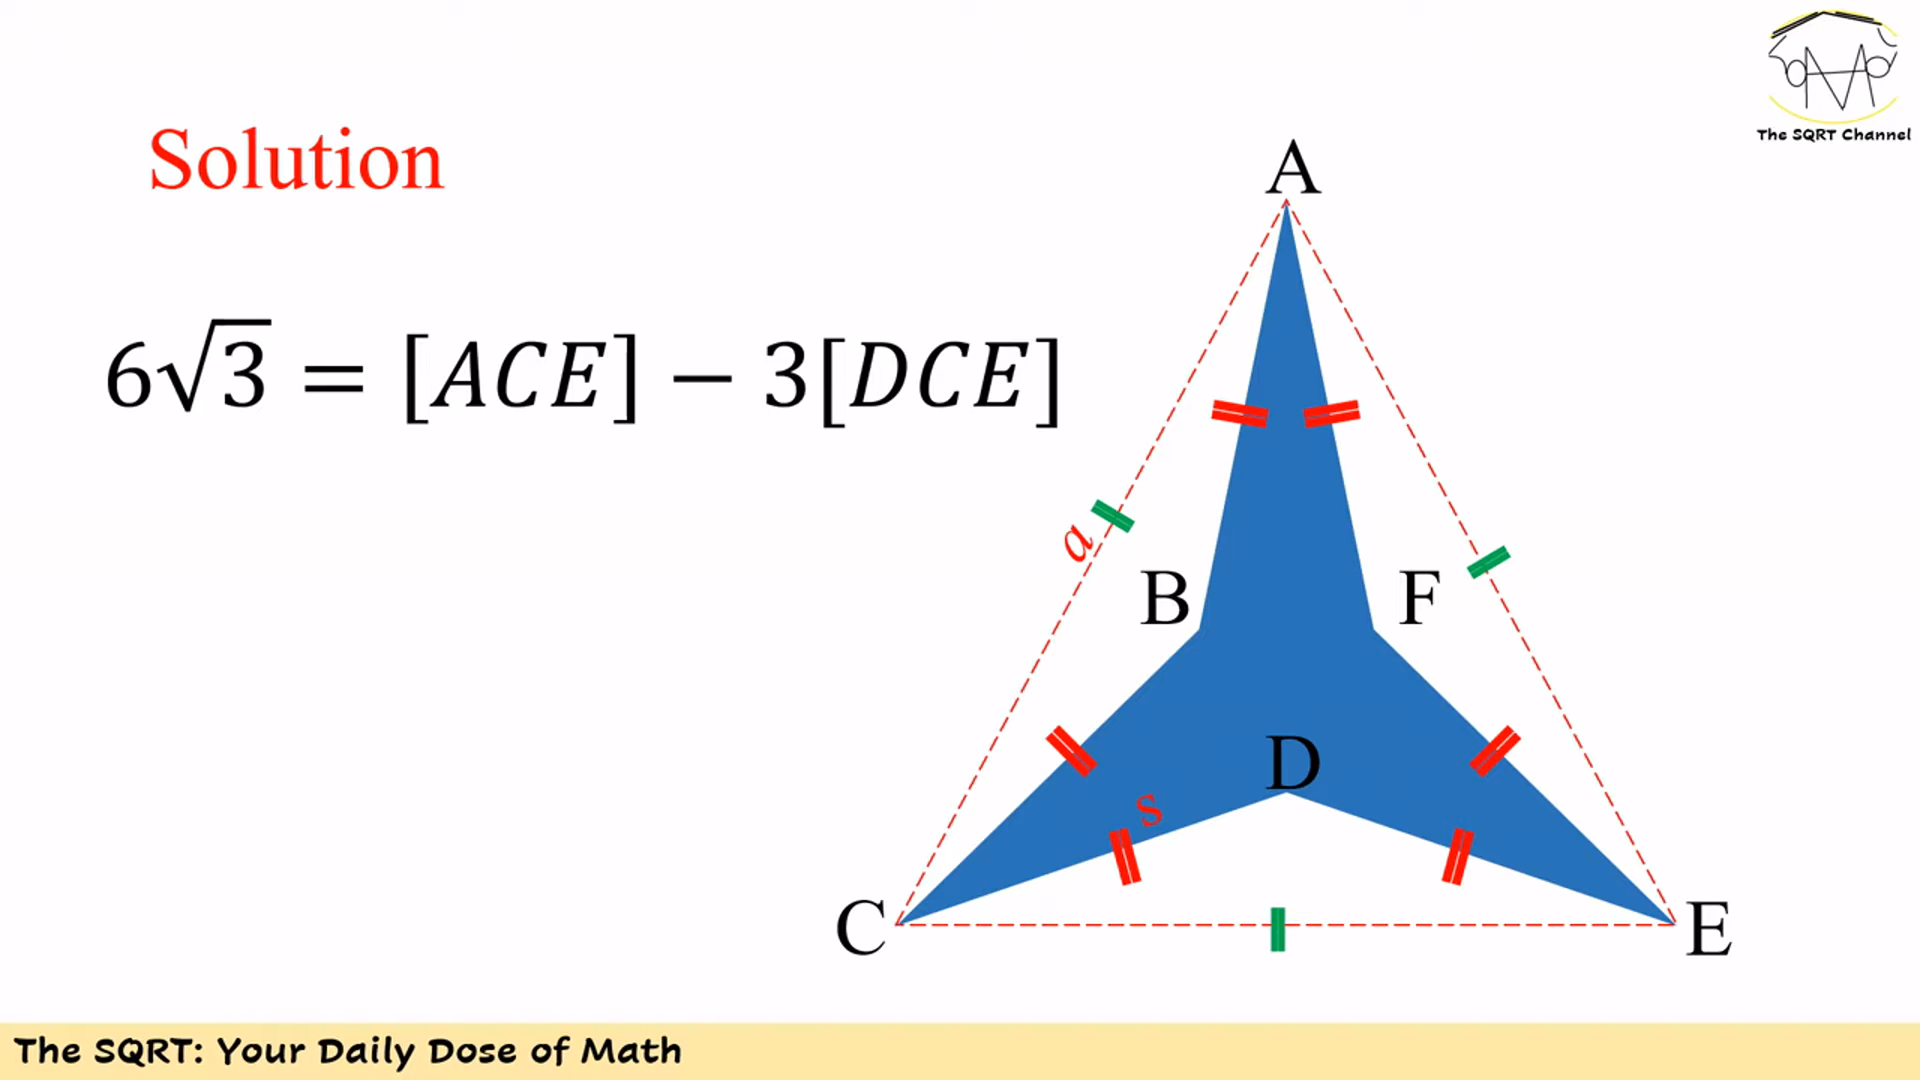 The SQRT Channel
Solution
6√3 = [ACE] − 3[DCE]
A
a
B
F
D
s
C
E
The SQRT: Your Daily Dose of Math